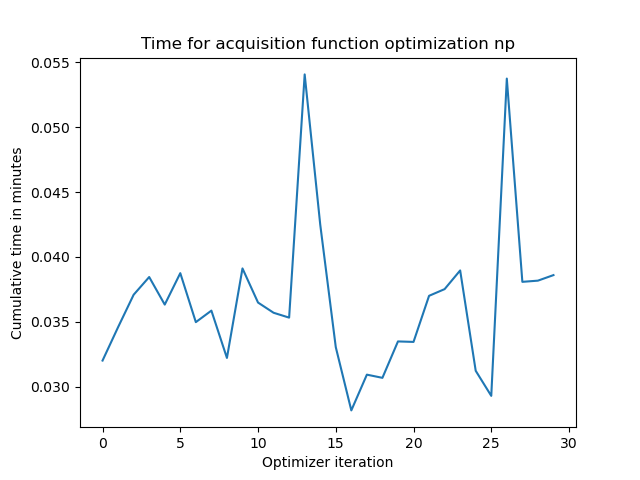 Time for acquisition function optimization np
0.055
0.050
0.045
0.040
0.035
0.030
Cumulative time in minutes
0 5 10 15 20 25 30
Optimizer iteration